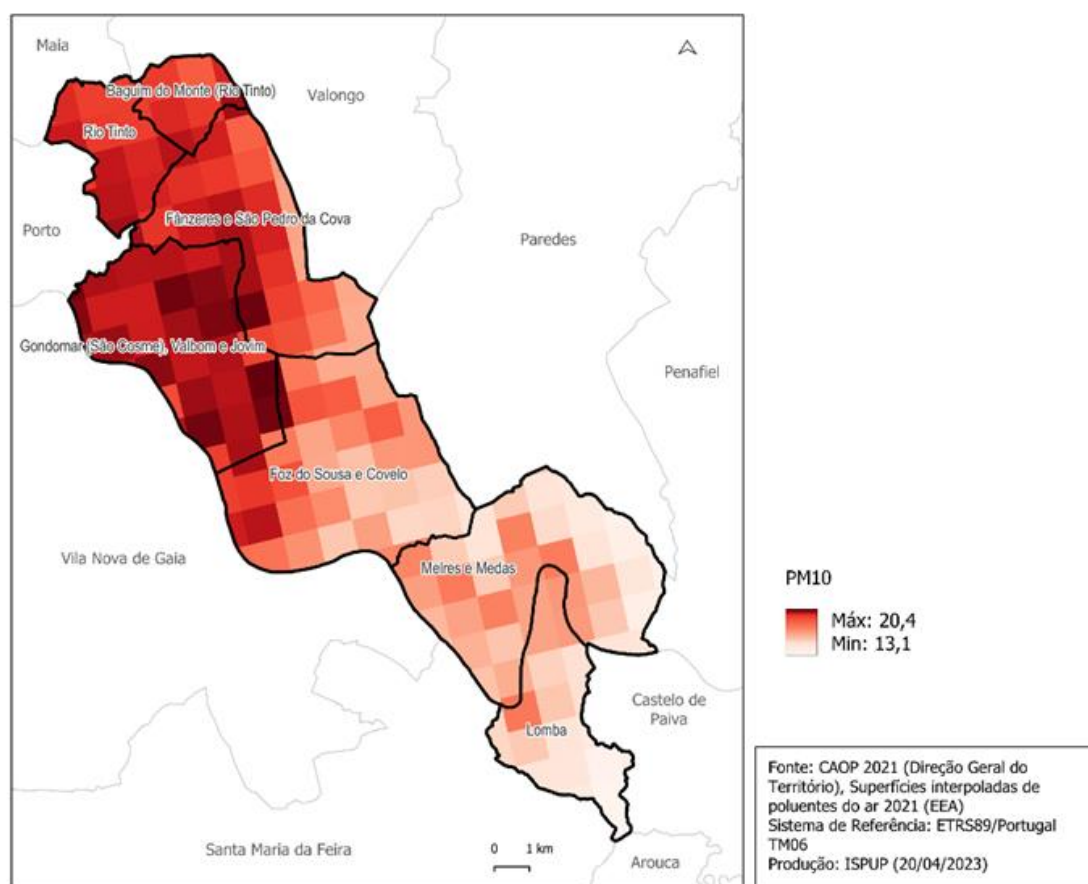 Maia
Baguim do Monte (Rio Tinto)
Valongo
Rio Tinto
Fânzeres e São Pedro da Cova
Porto
Paredes
Gondomar (São Cosme), Valbom e Jovim
Penafiel
Foz do Sousa e Covelo
Vila Nova de Gaia
Melres e Medas
PM10
Máx: 20,4
Min: 13,1
Castelo de
Paiva
Lomba
Santa Maria da Feira
0 1 km
Arouca
Fonte: CAOP 2021 (Direção Geral do
Território), Superfícies interpoladas de
poluentes do ar 2021 (EEA)
Sistema de Referência: ETRS89/Portugal
TM06
Produção: ISPUP (20/04/2023)